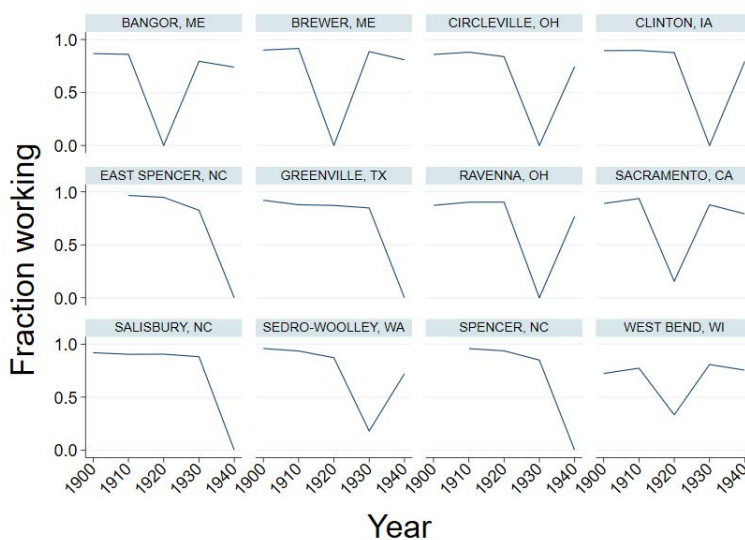 BANGOR, ME
BREWER, ME
CIRCLEVILLE, OH
CLINTON, IA
1.0
0.5
0.0
EAST SPENCER, NC
GREENVILLE, TX
RAVENNA, OH
SACRAMENTO, CA
1.0
0.5
0.0
SALISBURY, NC
SEDRO-WOOLLEY, WA
SPENCER, NC
WEST BEND, WI
1.0
0.5
0.0
1900 1910 1920 1930 1940
1900 1910 1920 1930 1940
1900 1910 1920 1930 1940
1900 1910 1920 1930 1940
Fraction working
Year